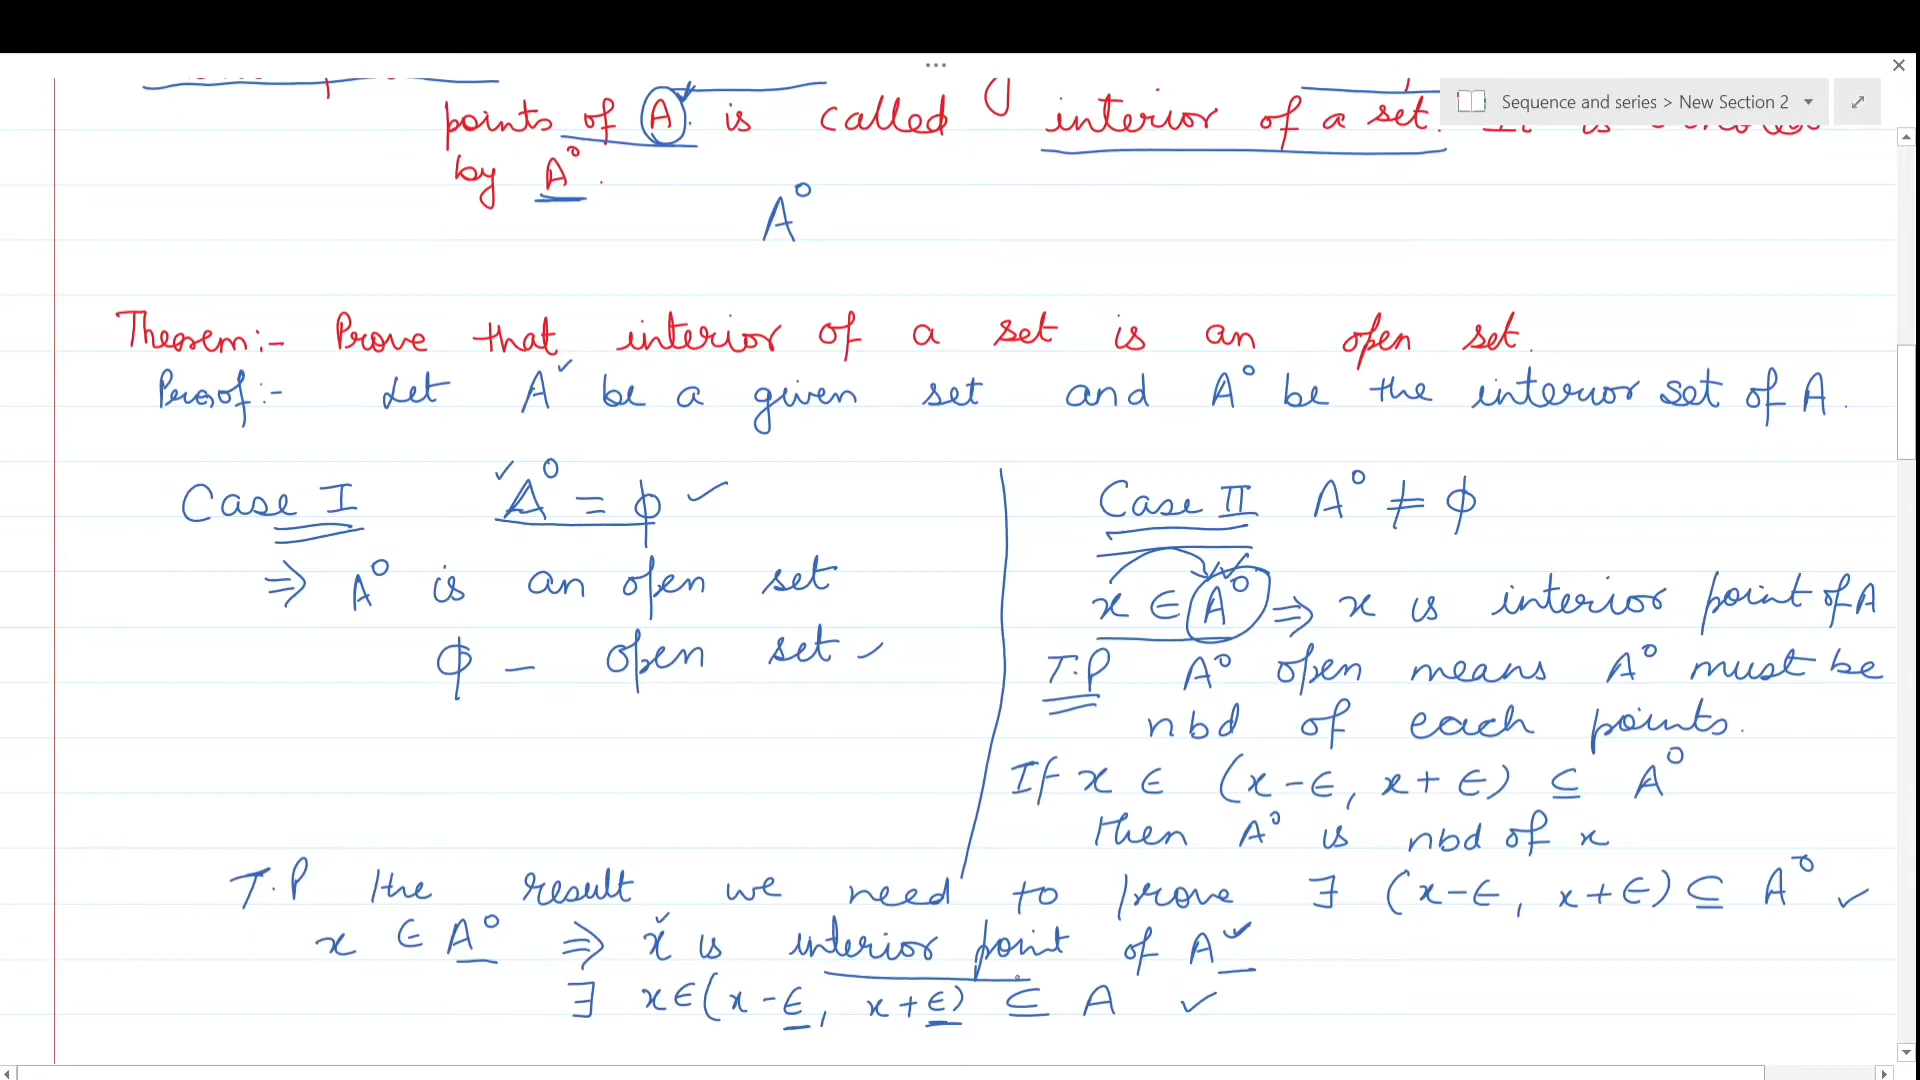 Sequence and series > New Section 2
points of A is called interior of a set.
by A°.
A°
Theorem:- Prove that interior of a set is an open set.
Proof:- Let A be a given set and A° be the interior set of A.
Case I A° = ϕ
⇒ A° is an open set
ϕ – open set
Case II A° ≠ ϕ
x ∈ A° ⇒ x is interior point of A
T.P A° open means A° must be
nbd of each points.
If x ∈ (x-ϵ, x+ϵ) ⊆ A°
then A° is nbd of x
T.P the result we need to prove ∃ (x-ϵ, x+ϵ) ⊆ A°
x ∈ A° ⇒ x is interior point of A
∃ x∈(x-ϵ, x+ϵ) ⊆ A